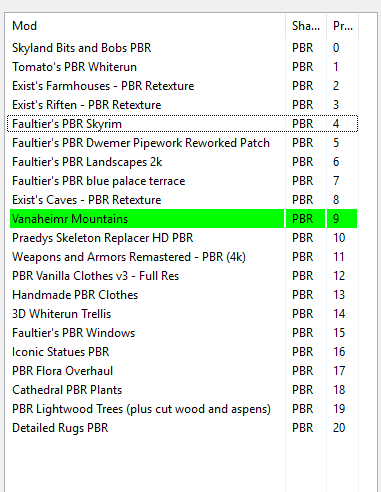 Mod Sha... Pr...
Skyland Bits and Bobs PBR PBR 0
Tomato's PBR Whiterun PBR 1
Exist's Farmhouses - PBR Retexture PBR 2
Exist's Riften - PBR Retexture PBR 3
Faultier's PBR Skyrim PBR 4
Faultier's PBR Dwemer Pipework Reworked Patch PBR 5
Faultier's PBR Landscapes 2k PBR 6
Faultier's PBR blue palace terrace PBR 7
Exist's Caves - PBR Retexture PBR 8
Vanaheimr Mountains PBR 9
Praedys Skeleton Replacer HD PBR PBR 10
Weapons and Armors Remastered - PBR (4k) PBR 11
PBR Vanilla Clothes v3 - Full Res PBR 12
Handmade PBR Clothes PBR 13
3D Whiterun Trellis PBR 14
Faultier's PBR Windows PBR 15
Iconic Statues PBR PBR 16
PBR Flora Overhaul PBR 17
Cathedral PBR Plants PBR 18
PBR Lightwood Trees (plus cut wood and aspens) PBR 19
Detailed Rugs PBR PBR 20